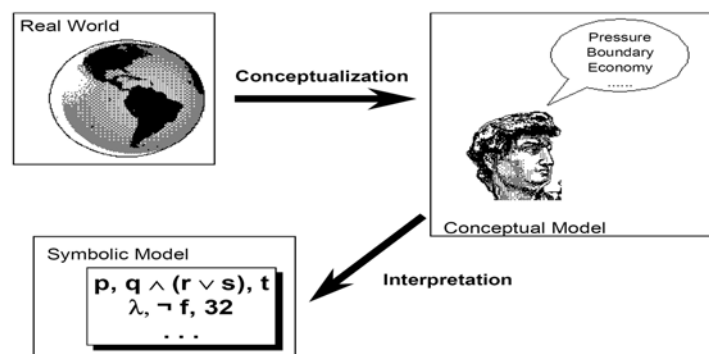 Real World
Conceptualization
Pressure
Boundary
Economy
......
Conceptual Model
Interpretation
Symbolic Model
p, q ∧ (r ∨ s), t
λ, ¬ f, 32
. . .